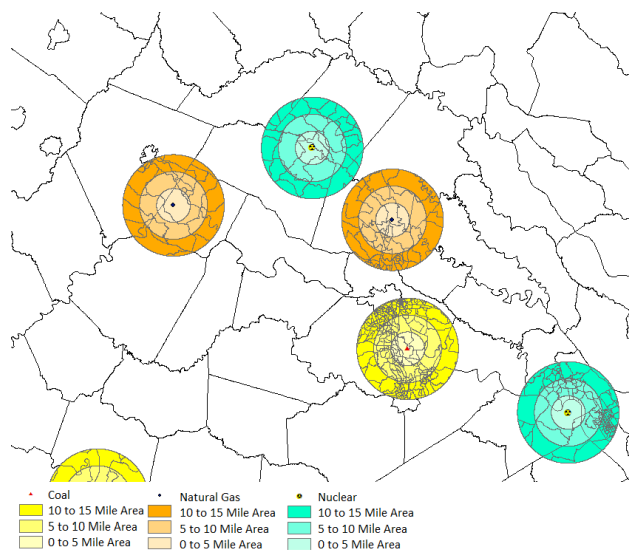 Coal Natural Gas Nuclear
10 to 15 Mile Area 10 to 15 Mile Area 10 to 15 Mile Area
5 to 10 Mile Area 5 to 10 Mile Area 5 to 10 Mile Area
0 to 5 Mile Area 0 to 5 Mile Area 0 to 5 Mile Area